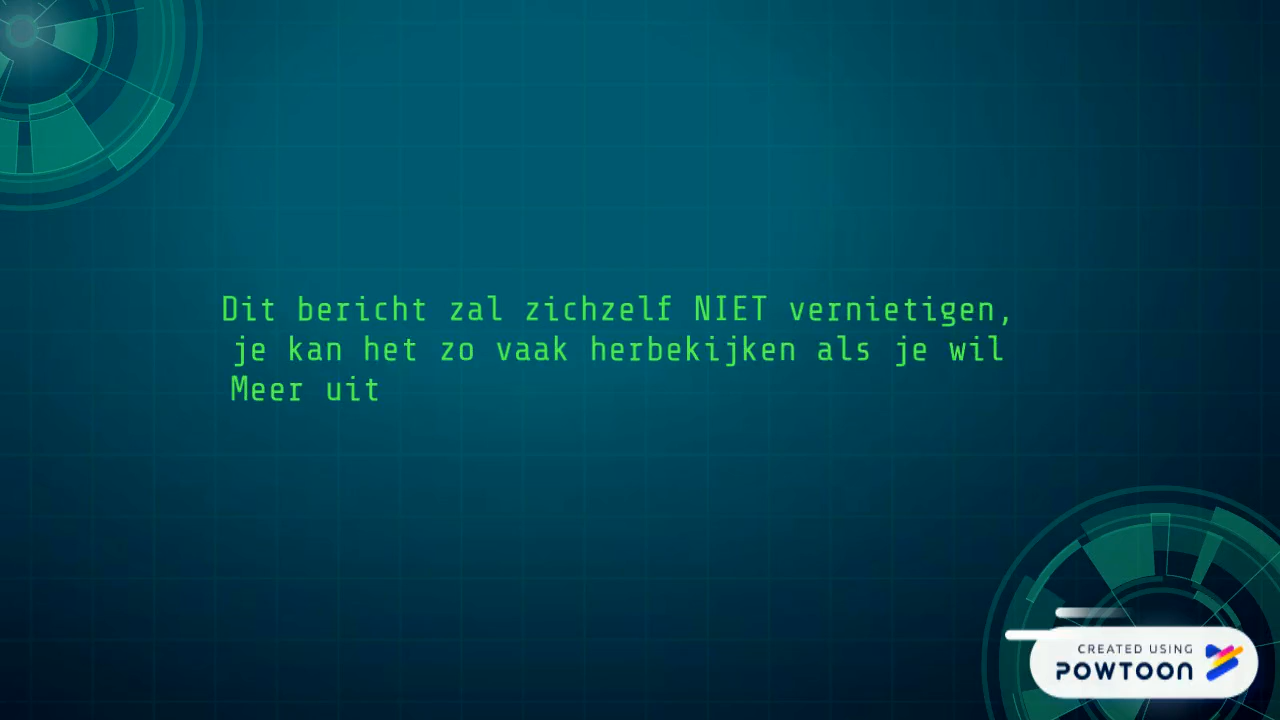 Dit bericht zal zichzelf NIET vernietigen,
je kan het zo vaak herbekijken als je wil
Meer uit
CREATED USING
POWTOON